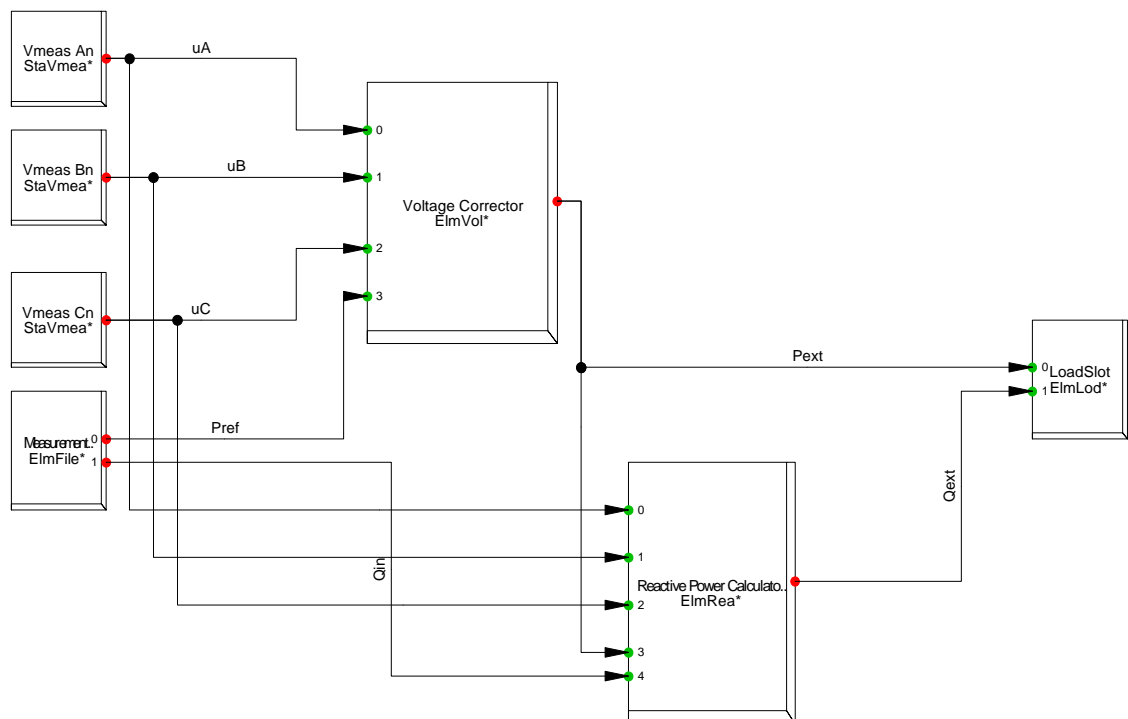 Vmeas An
StaVmea*
uA
Vmeas Bn
StaVmea*
uB
Vmeas Cn
StaVmea*
uC
Measurement..
ElmFile*
0
1
Pref
Qin
0
1
2
3
Voltage Corrector
ElmVol*
0
1
2
3
4
Reactive Power Calculato..
ElmRea*
Pext
Qext
0
1
LoadSlot
ElmLod*